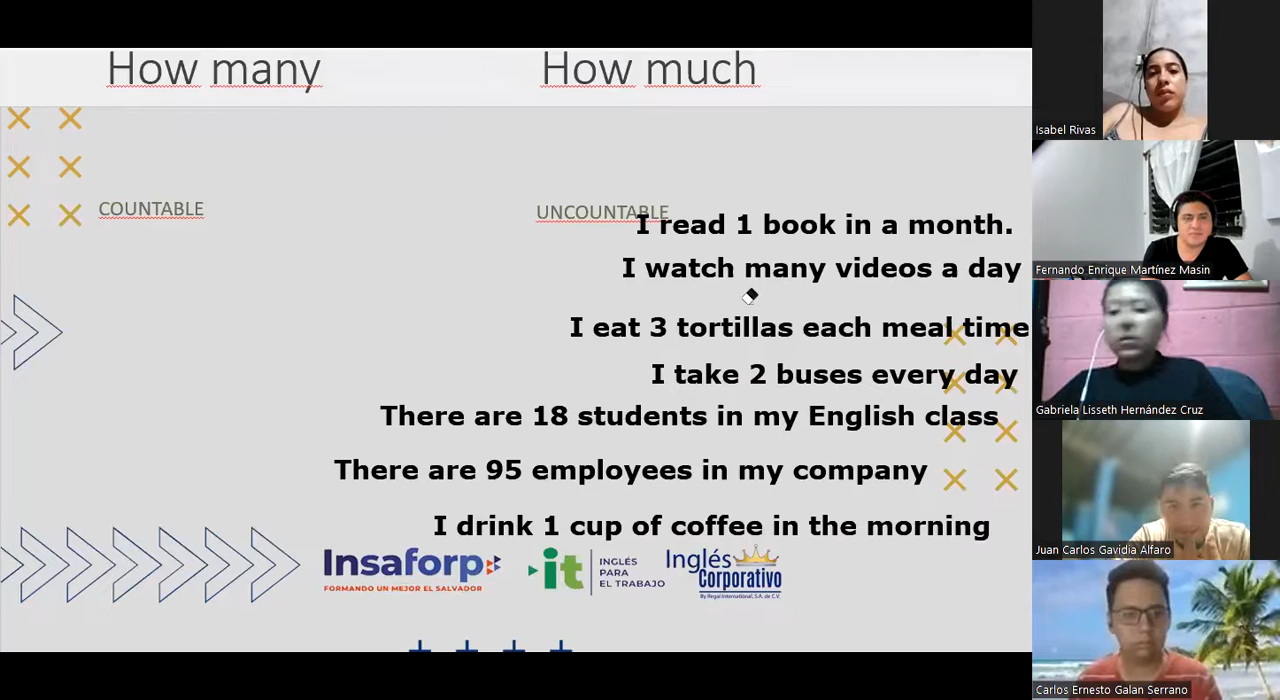 How many
How much
COUNTABLE
UNCOUNTABLE
I read 1 book in a month.
I watch many videos a day
I eat 3 tortillas each meal time
I take 2 buses every day
There are 18 students in my English class
There are 95 employees in my company
I drink 1 cup of coffee in the morning
Insaforp
FORMANDO UN MEJOR EL SALVADOR
it
INGLÉS
PARA
EL TRABAJO
Inglés
Corporativo
By Regal International, S.A. de C.V.
Isabel Rivas
Fernando Enrique Martínez Masin
Gabriela Lisseth Hernández Cruz
Juan Carlos Gavidia Alfaro
Carlos Ernesto Galan Serrano